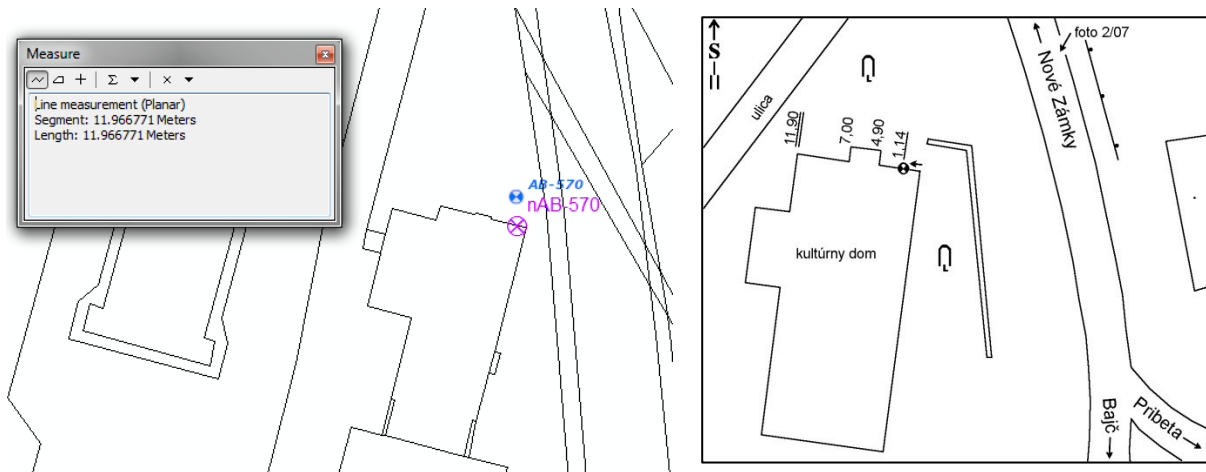 Measure
Line measurement (Planar)
Segment: 11.966771 Meters
Length: 11.966771 Meters
AB-570
nAB-570
S
foto 2/07
Nové Zámky
ulica
11,90
7,00
4,90
1,14
kultúrny dom
Bajč
Pribeta